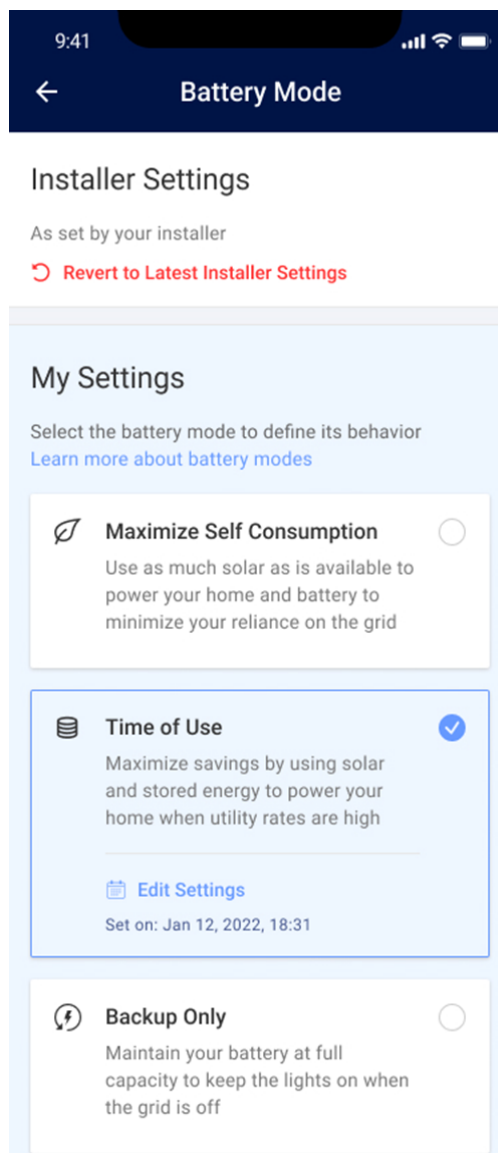 9:41
Battery Mode
Installer Settings
As set by your installer
Revert to Latest Installer Settings
My Settings
Select the battery mode to define its behavior
Learn more about battery modes
Maximize Self Consumption
Use as much solar as is available to
power your home and battery to
minimize your reliance on the grid
Time of Use
Maximize savings by using solar
and stored energy to power your
home when utility rates are high
Edit Settings
Set on: Jan 12, 2022, 18:31
Backup Only
Maintain your battery at full
capacity to keep the lights on when
the grid is off